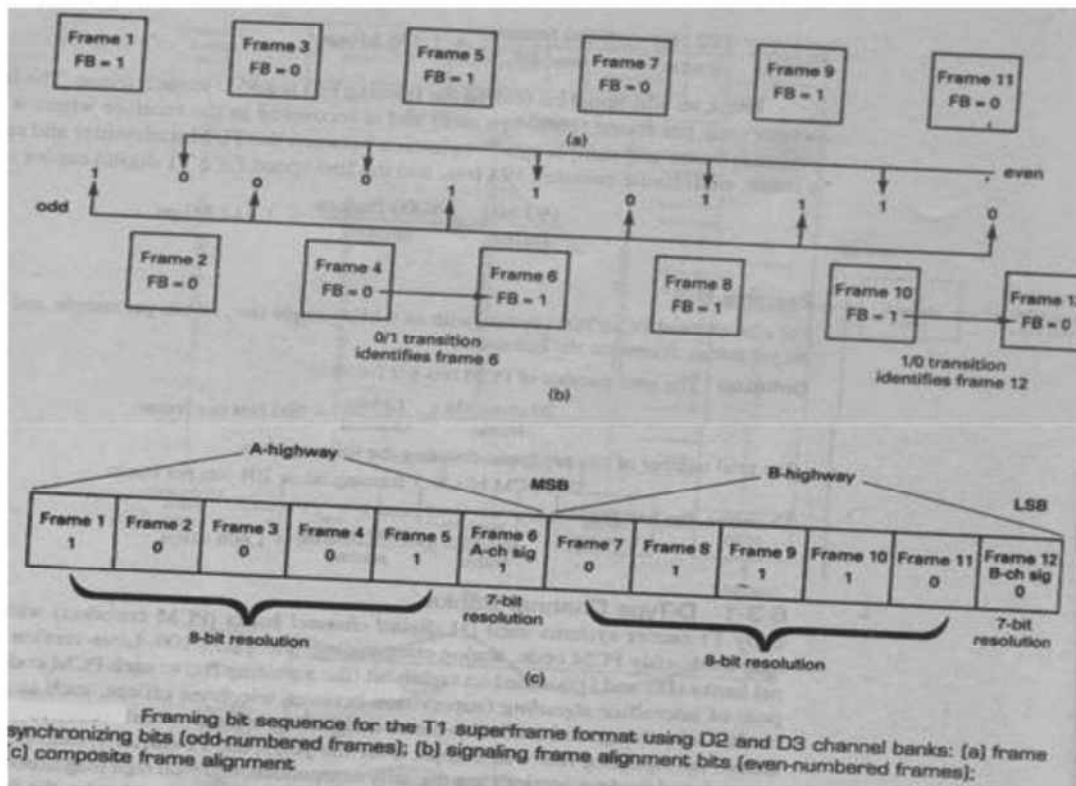 Frame 1
FB = 1
Frame 3
FB = 0
Frame 5
FB = 1
Frame 7
FB = 0
Frame 9
FB = 1
Frame 11
FB = 0
(a)
even
0 0 1 1 1
1 0 1 0 1 0
odd
Frame 2
FB = 0
Frame 4
FB = 0
Frame 6
FB = 1
Frame 8
FB = 1
Frame 10
FB = 1
FB = 0
0/1 transition
identifies frame 6
1/0 transition
identifies frame 12
(b)
A-highway
MSB
B-highway
LSB
Frame 1
1
Frame 2
0
Frame 3
0
Frame 4
0
Frame 5
1
Frame 6
A-ch sig
1
Frame 7
0
Frame 8
1
Frame 9
1
Frame 10
1
Frame 11
0
Frame 12
B-ch sig
0
8-bit resolution
7-bit
resolution
8-bit resolution
7-bit
resolution
(c)
Framing bit sequence for the T1 superframe format using D2 and D3 channel banks: (a) frame
synchronizing bits (odd-numbered frames); (b) signaling frame alignment bits (even-numbered frames);
(c) composite frame alignment